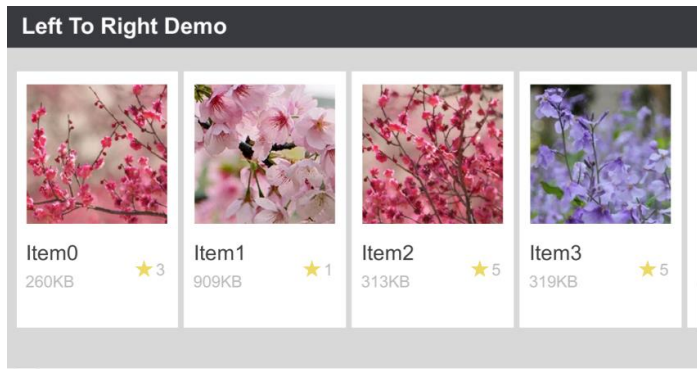 Left To Right Demo
Item0
260KB
3
Item1
909KB
1
Item2
313KB
5
Item3
319KB
5